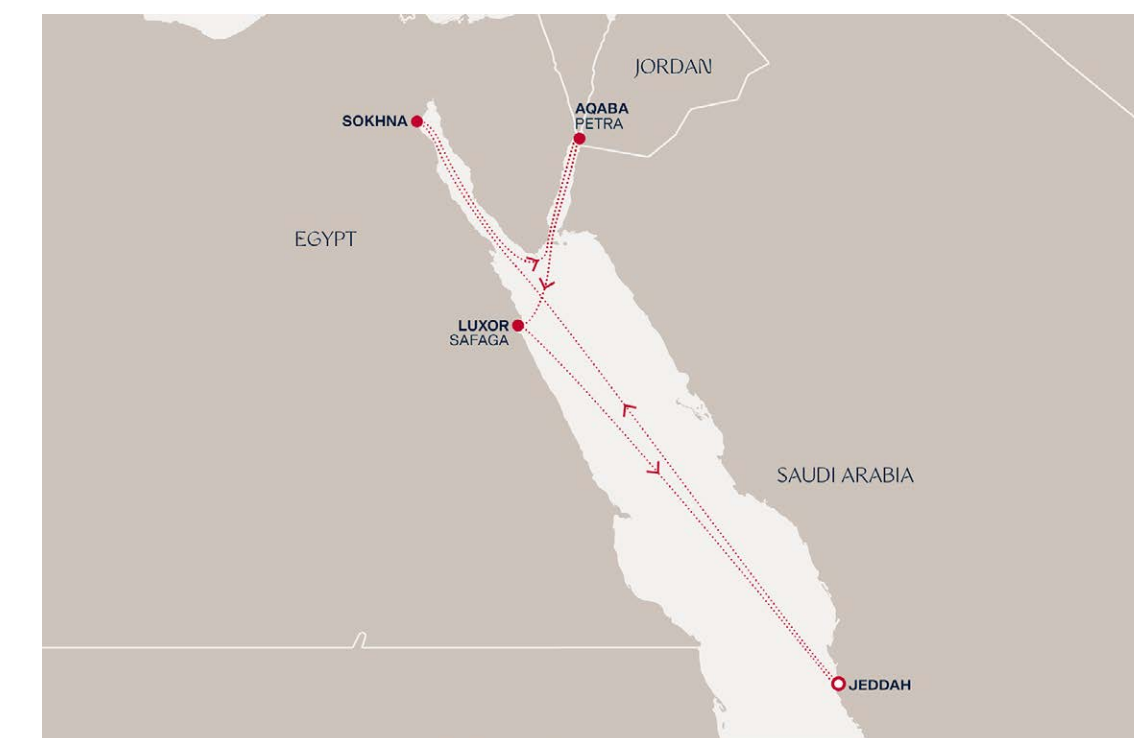 JORDAN
AQABA
PETRA
SOKHNA
EGYPT
LUXOR
SAFAGA
SAUDI ARABIA
JEDDAH